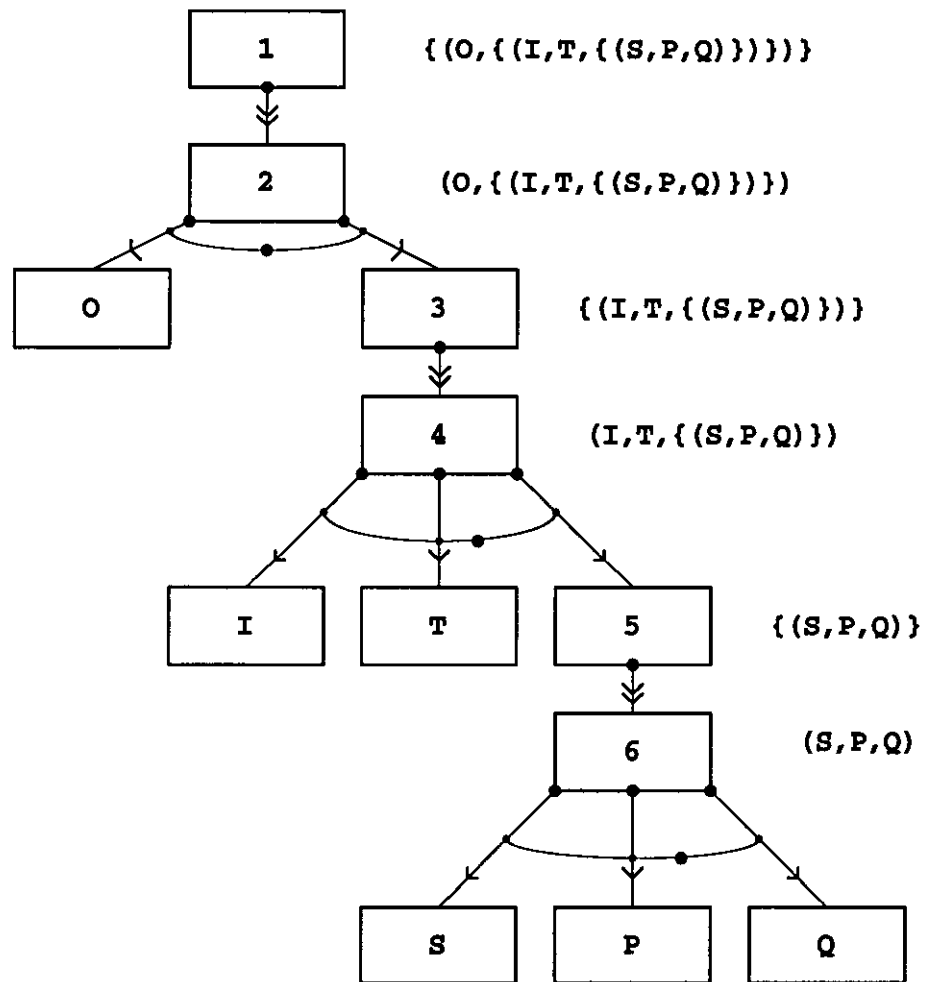 1 {(O,{(I,T,{(S,P,Q)})})}
2 (O,{(I,T,{(S,P,Q)})})
O 3 {(I,T,{(S,P,Q)})}
4 (I,T,{(S,P,Q)})
I T 5 {(S,P,Q)}
6 (S,P,Q)
S P Q